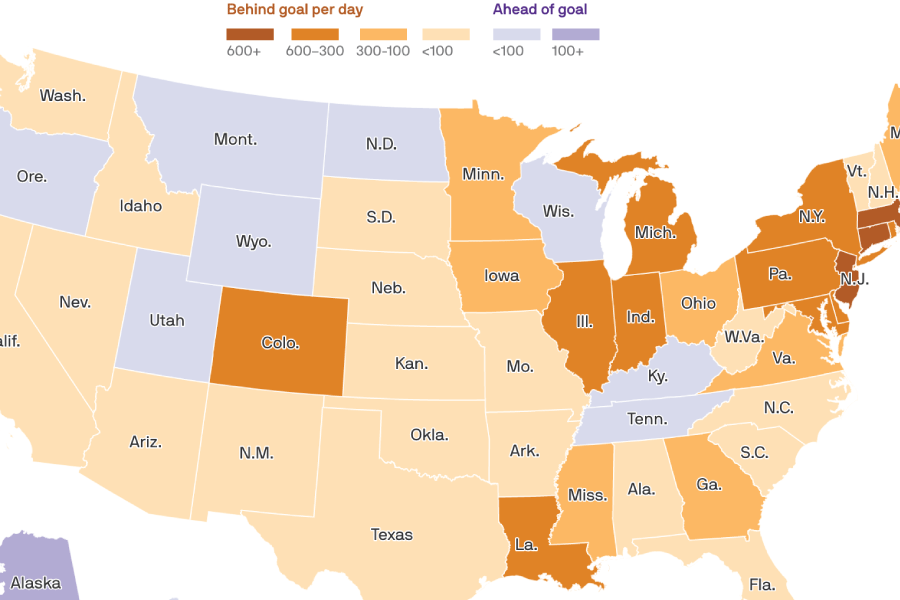 Behind goal per day
Ahead of goal
600+
600–300
300-100
<100
<100
100+
Wash.
Mont.
N.D.
Minn.
Vt.
Ore.
N.H.
Idaho
S.D.
Wis.
N.Y.
Mich.
Wyo.
Iowa
Pa.
N.J.
Neb.
Nev.
Ohio
Utah
Ill.
Ind.
alif.
Colo.
W.Va.
Kan.
Mo.
Va.
Ky.
N.C.
Tenn.
Ariz.
Okla.
N.M.
Ark.
S.C.
Miss.
Ala.
Ga.
Texas
La.
Alaska
Fla.